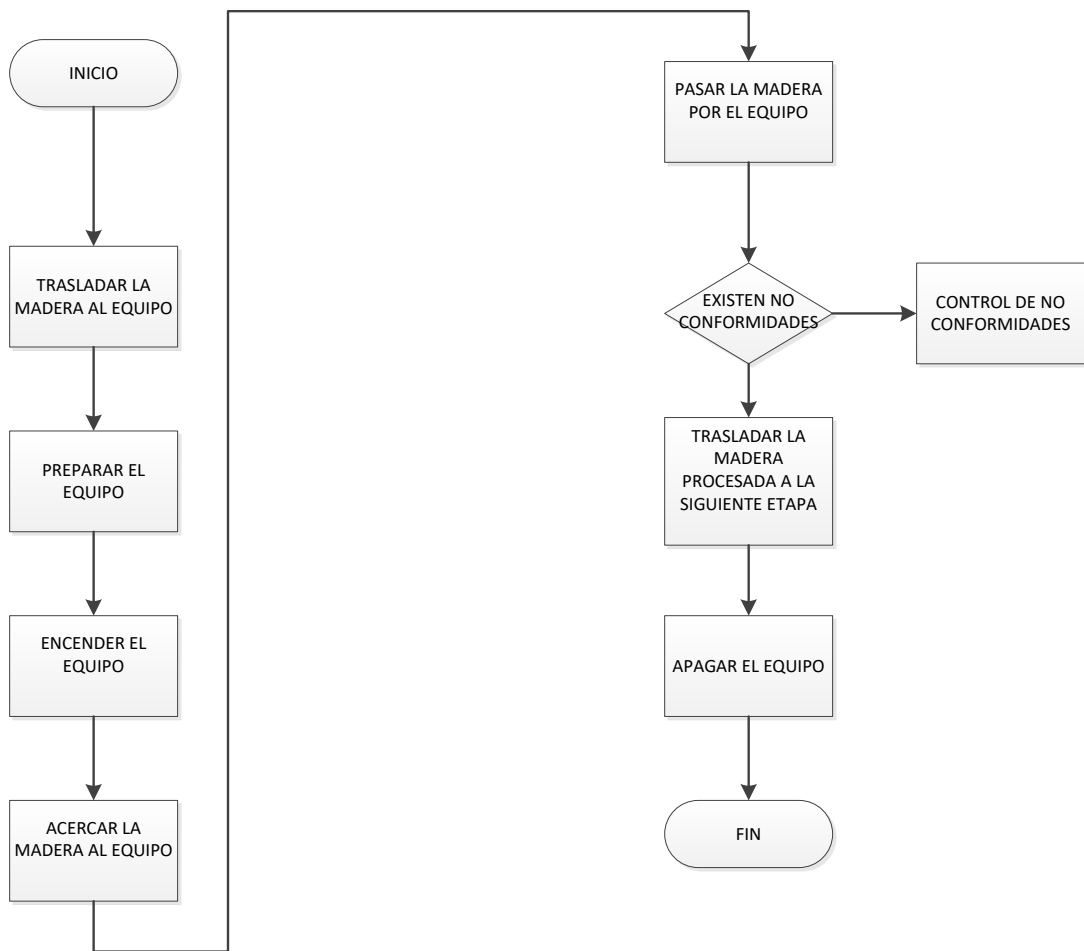 INICIO
TRASLADAR LA
MADERA AL EQUIPO
PREPARAR EL
EQUIPO
ENCENDER EL
EQUIPO
ACERCAR LA
MADERA AL EQUIPO
PASAR LA MADERA
POR EL EQUIPO
EXISTEN NO
CONFORMIDADES
CONTROL DE NO
CONFORMIDADES
TRASLADAR LA
MADERA
PROCESADA A LA
SIGUIENTE ETAPA
APAGAR EL EQUIPO
FIN